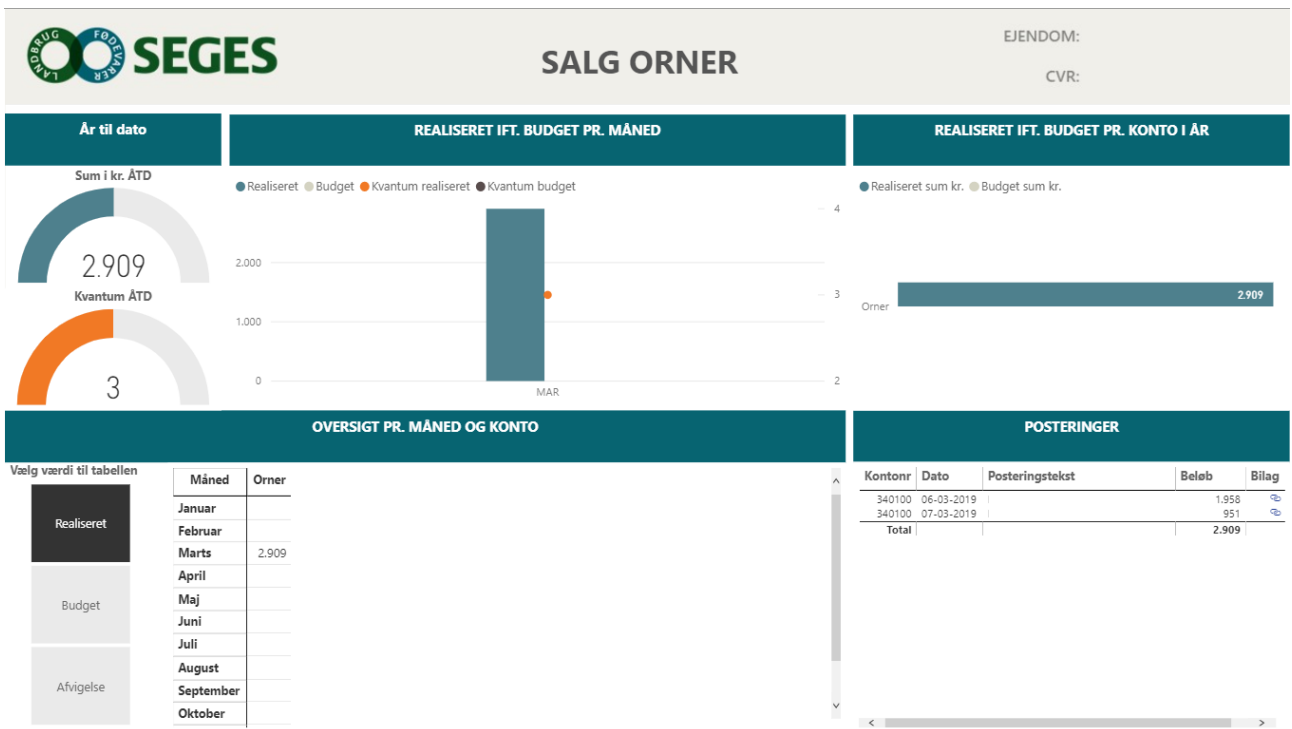 LANDBRUG FØDEVARER
SEGES
SALG ORNER
EJENDOM:
CVR:
År til dato
Sum i kr. ÅTD
2.909
Kvantum ÅTD
3
REALISERET IFT. BUDGET PR. MÅNED
Realiseret Budget Kvantum realiseret Kvantum budget
4
2.000
3
1.000
0 2
MAR
REALISERET IFT. BUDGET PR. KONTO I ÅR
Realiseret sum kr. Budget sum kr.
Orner 2.909
OVERSIGT PR. MÅNED OG KONTO
Vælg værdi til tabellen
Realiseret
Budget
Afvigelse
Måned Orner
Januar
Februar
Marts 2.909
April
Maj
Juni
Juli
August
September
Oktober
POSTERINGER
Kontonr Dato Posteringstekst Beløb Bilag
340100 06-03-2019 1.958
340100 07-03-2019 951
Total 2.909